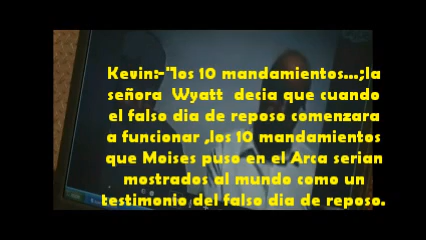 Kevin:-"los 10 mandamientos...;la
señora Wyatt decia que cuando
el falso dia de reposo comenzara
a funcionar ,los 10 mandamientos
que Moises puso en el Arca serian
mostrados al mundo como un
testimonio del falso dia de reposo.